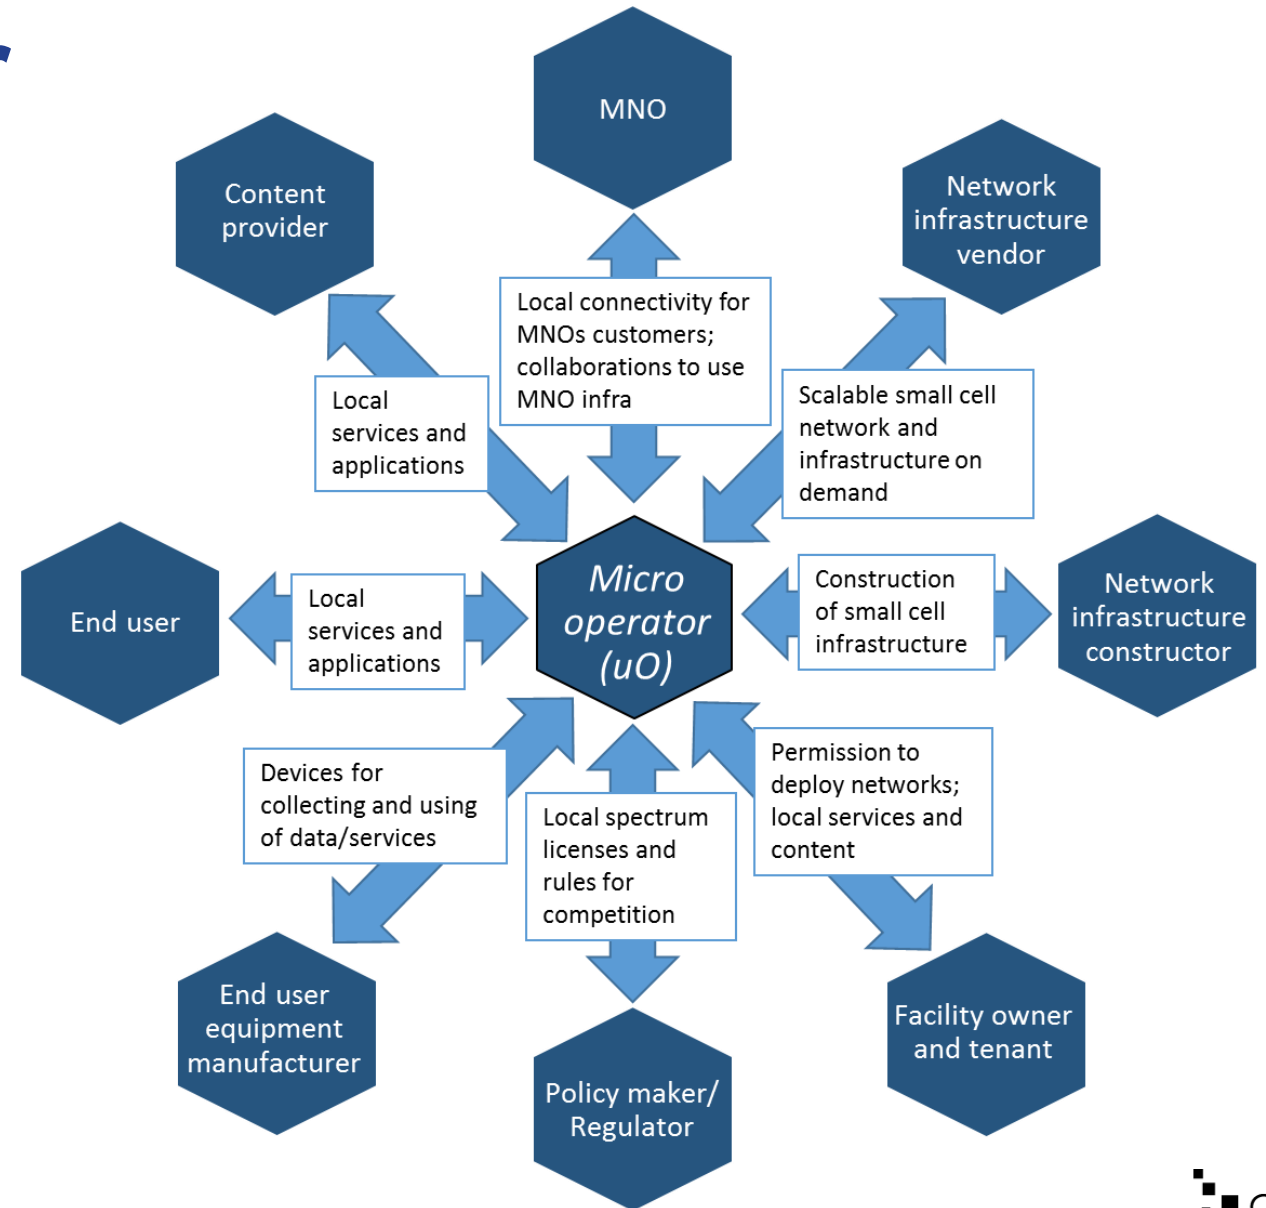 MNO
Content
provider
Network
infrastructure
vendor
Local connectivity for
MNOs customers;
collaborations to use
MNO infra
Local
services and
applications
Scalable small cell
network and
infrastructure on
demand
End user
Local
services and
applications
Micro
operator
(uO)
Construction
of small cell
infrastructure
Network
infrastructure
constructor
Devices for
collecting and using
of data/services
Local spectrum
licenses and
rules for
competition
Permission to
deploy networks;
local services and
content
End user
equipment
manufacturer
Policy maker/
Regulator
Facility owner
and tenant